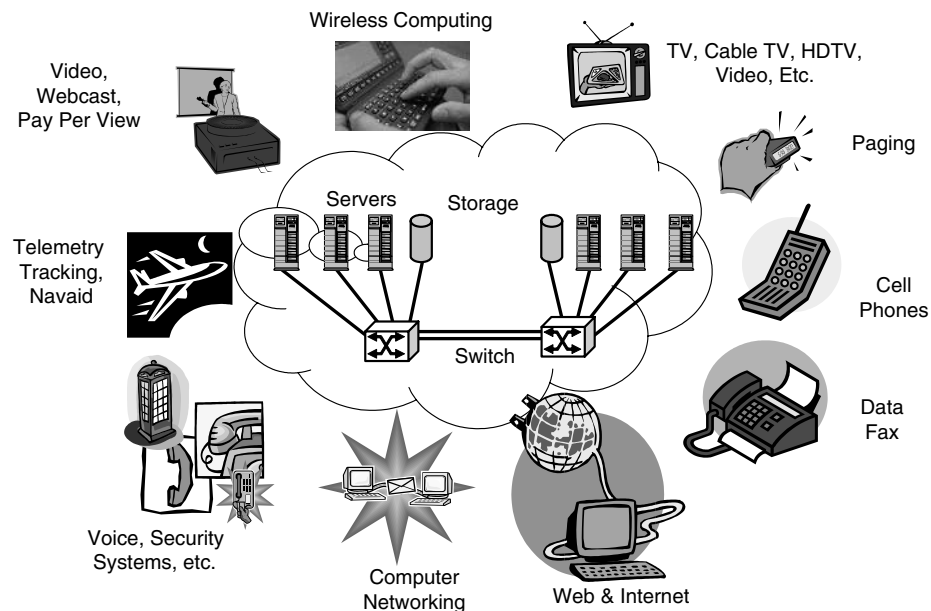 Wireless Computing
TV, Cable TV, HDTV,
Video, Etc.
Video,
Webcast,
Pay Per View
Paging
Servers
Storage
Telemetry
Tracking,
Navaid
Cell
Phones
Switch
Data
Fax
Voice, Security
Systems, etc.
Computer
Networking
Web & Internet